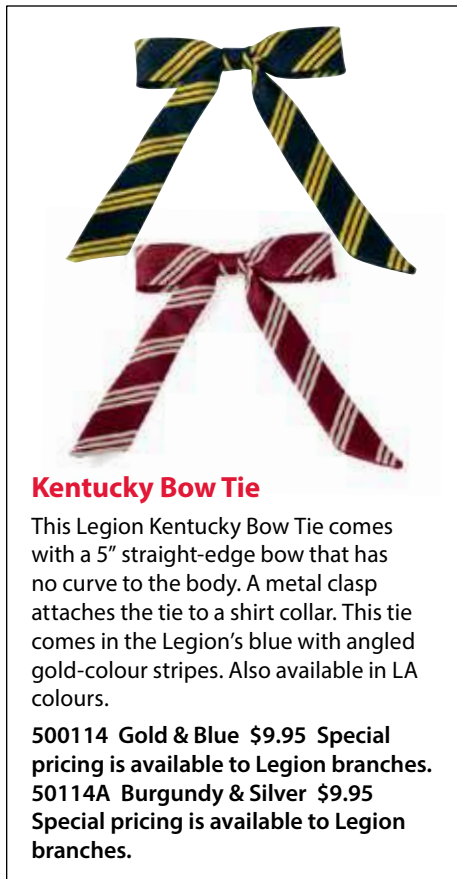 Kentucky Bow Tie
This Legion Kentucky Bow Tie comes
with a 5” straight-edge bow that has
no curve to the body. A metal clasp
attaches the tie to a shirt collar. This tie
comes in the Legion’s blue with angled
gold-colour stripes. Also available in LA
colours.
500114  Gold & Blue  $9.95  Special
pricing is available to Legion branches.
50114A  Burgundy & Silver  $9.95
Special pricing is available to Legion
branches.